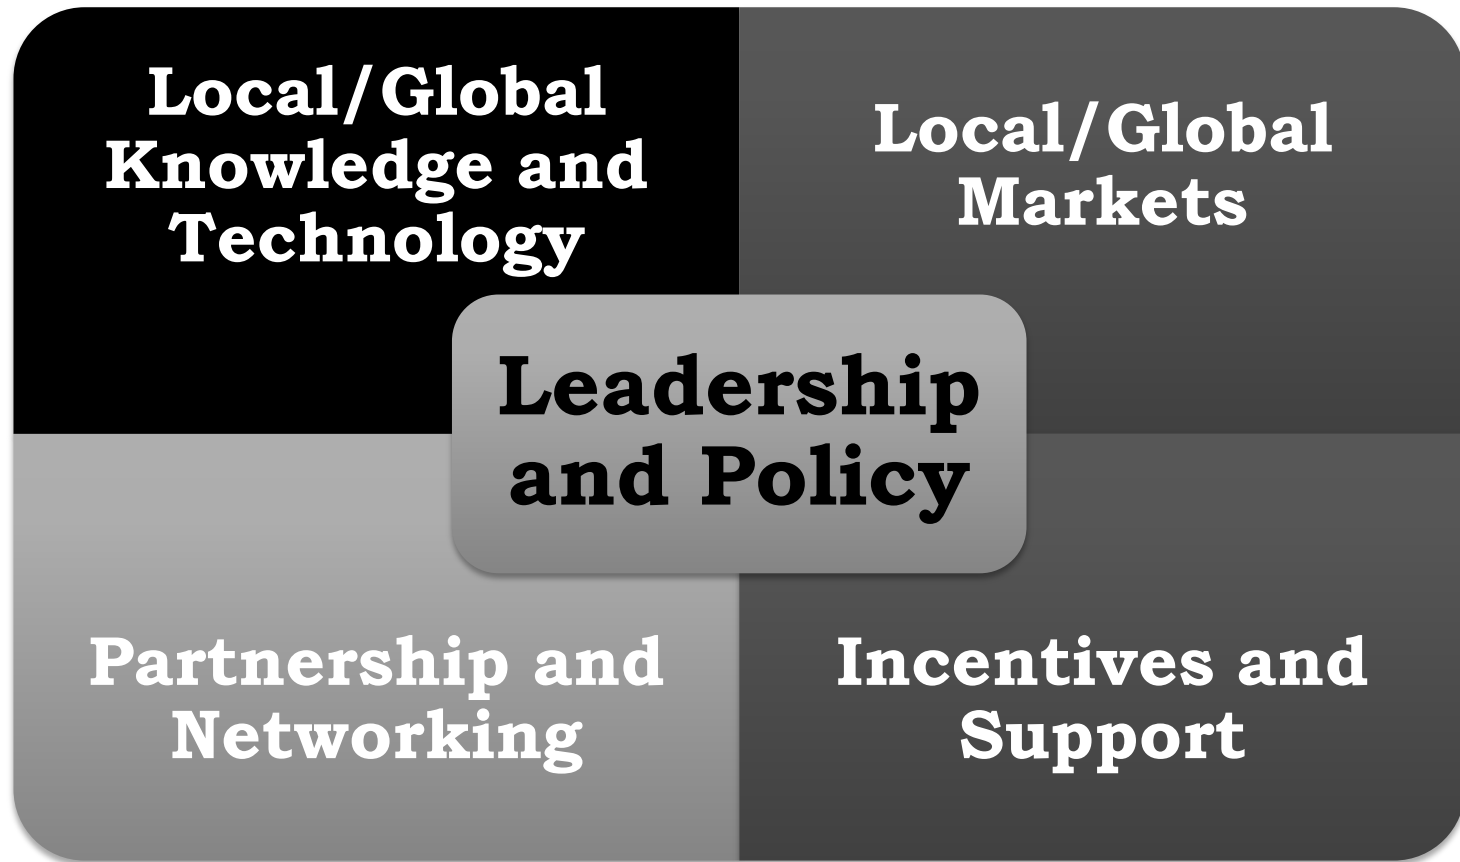 Local/Global
Knowledge and
Technology
Local/Global
Markets
Leadership
and Policy
Partnership and
Networking
Incentives and
Support